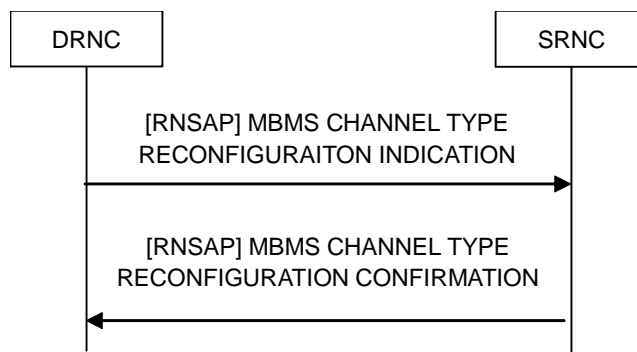 DRNC
SRNC
[RNSAP] MBMS CHANNEL TYPE
RECONFIGURAITON INDICATION
[RNSAP] MBMS CHANNEL TYPE
RECONFIGURATION CONFIRMATION